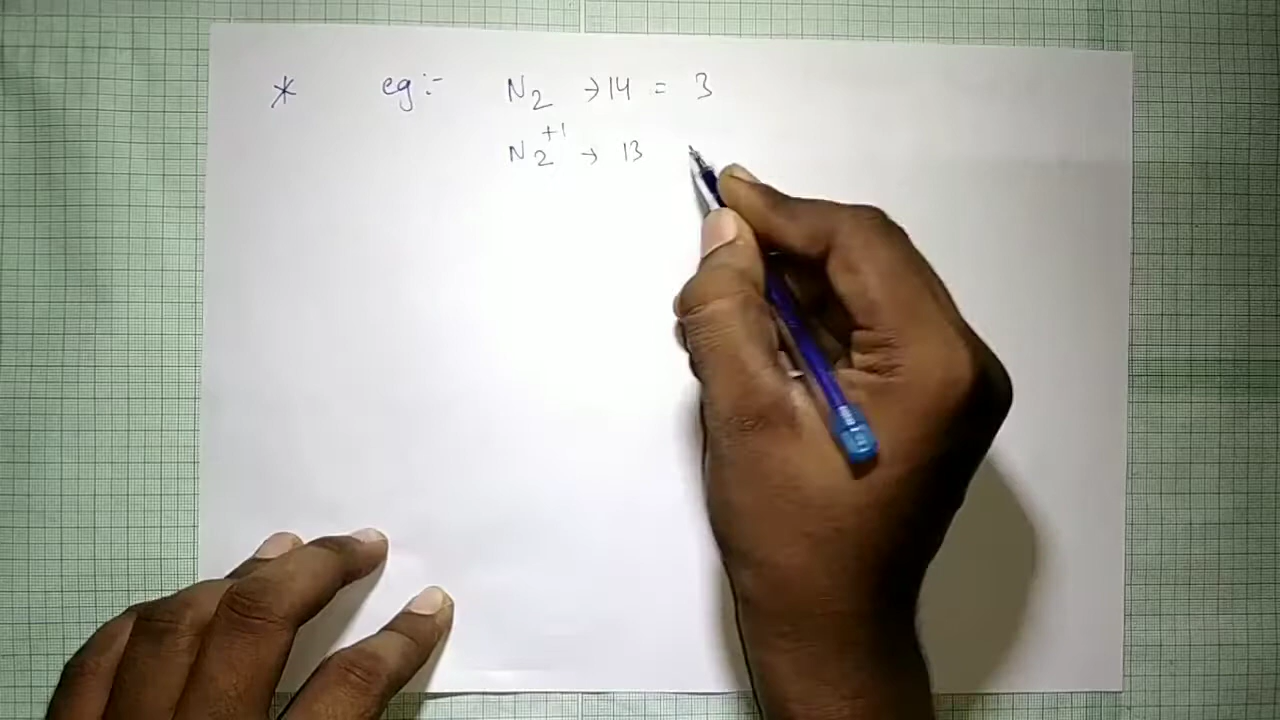 * eg:- N₂ → 14 = 3
N₂⁺¹ → 13